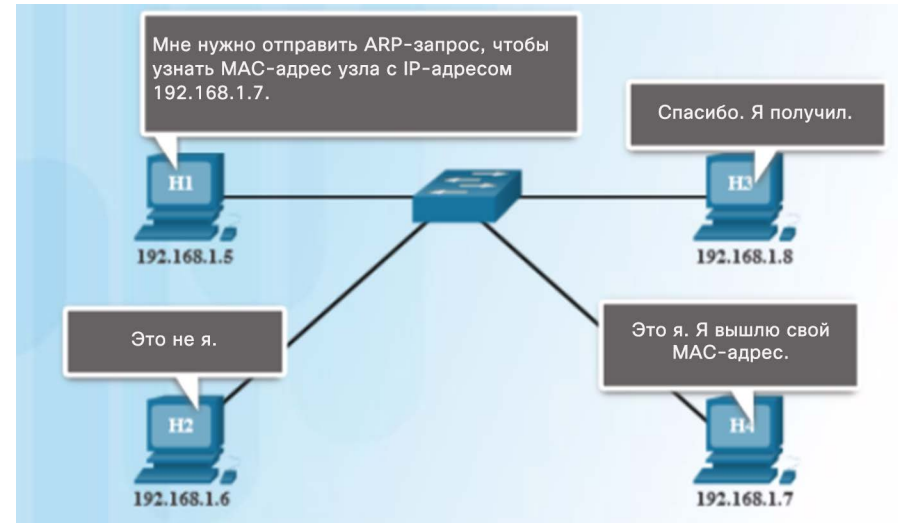 Мне нужно отправить ARP-запрос, чтобы
узнать MAC-адрес узла с IP-адресом
192.168.1.7.
Спасибо. Я получил.
H1
H3
192.168.1.5
192.168.1.8
Это не я.
Это я. Я вышлю свой
MAC-адрес.
H2
H4
192.168.1.6
192.168.1.7